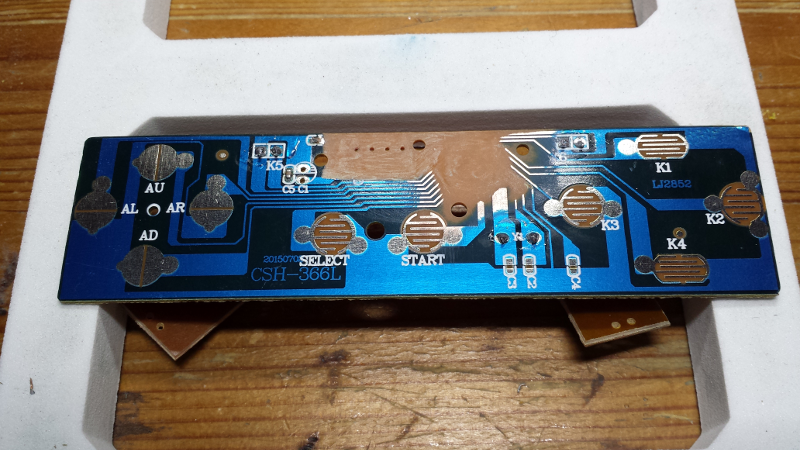 K5
K1
C5 C1
LJ2852
AU
AL AR
K2
K3
AD
K4
SELECT START
CSH-366L
C3
C2
C4